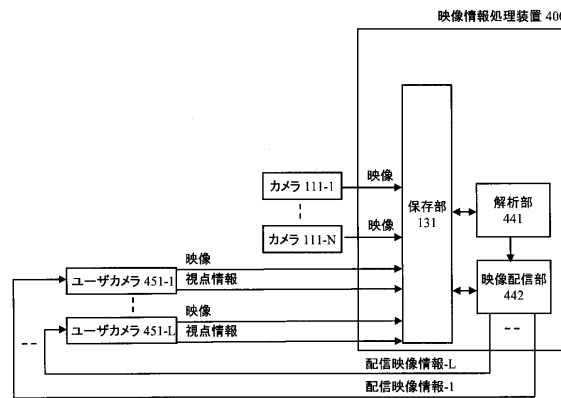 映像情報処理装置 400
カメラ 111-1
映像
カメラ 111-N
映像
保存部
131
解析部
441
映像配信部
442
ユーザカメラ 451-1
映像
視点情報
ユーザカメラ 451-L
映像
視点情報
配信映像情報-L
配信映像情報-1